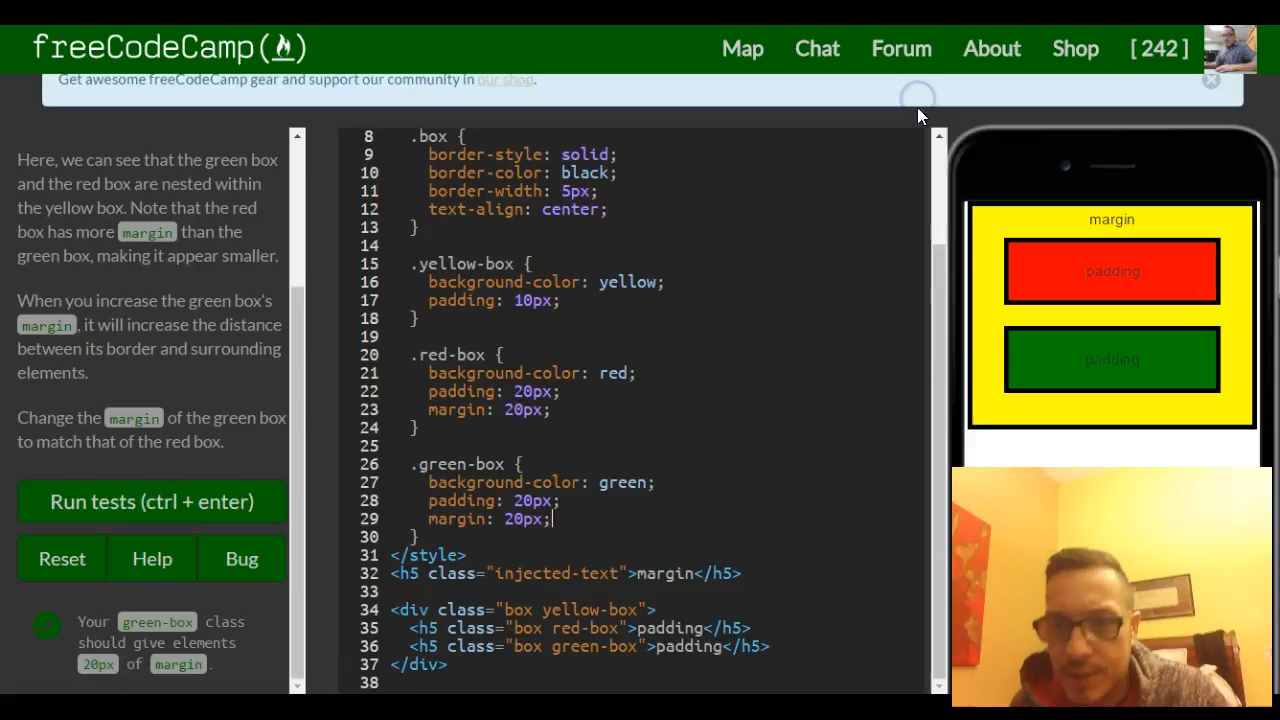 freeCodeCamp
Map Chat Forum About Shop [ 242 ]
Get awesome freeCodeCamp gear and support our community in our shop.
Here, we can see that the green box
and the red box are nested within
the yellow box. Note that the red
box has more margin than the
green box, making it appear smaller.
When you increase the green box's
margin, it will increase the distance
between its border and surrounding
elements.
Change the margin of the green box
to match that of the red box.
Run tests (ctrl + enter)
Reset Help Bug
Your green-box class
should give elements
20px of margin.
8 .box {
9 border-style: solid;
10 border-color: black;
11 border-width: 5px;
12 text-align: center;
13 }
14
15 .yellow-box {
16 background-color: yellow;
17 padding: 10px;
18 }
19
20 .red-box {
21 background-color: red;
22 padding: 20px;
23 margin: 20px;
24 }
25
26 .green-box {
27 background-color: green;
28 padding: 20px;
29 margin: 20px;
30 }
31 </style>
32 <h5 class="injected-text">margin</h5>
33
34 <div class="box yellow-box">
35 <h5 class="box red-box">padding</h5>
36 <h5 class="box green-box">padding</h5>
37 </div>
38
margin
padding
padding